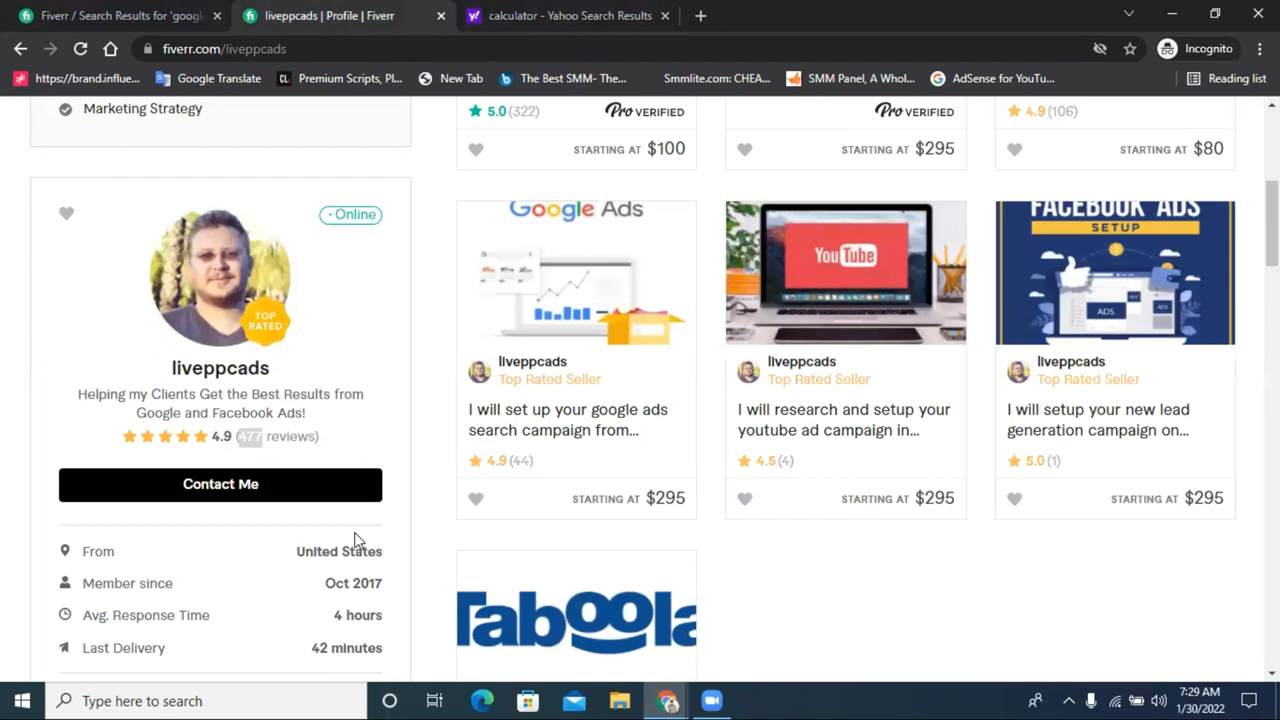 Fiverr / Search Results for 'googl
liveppcads | Profile | Fiverr
calculator - Yahoo Search Results
fiverr.com/liveppcads
Incognito
https://brand.influe...
Google Translate
CL
Premium Scripts, Pl...
New Tab
The Best SMM- The...
Smmlite.com: CHEA...
SMM Panel, A Whol...
AdSense for YouTu...
Reading list
Marketing Strategy
5.0 (322)
Pro VERIFIED
STARTING AT $100
Pro VERIFIED
STARTING AT $295
4.9 (106)
STARTING AT $80
Online
TOP
RATED
liveppcads
Helping my Clients Get the Best Results from
Google and Facebook Ads!
4.9 (477 reviews)
Contact Me
From United States
Member since Oct 2017
Avg. Response Time 4 hours
Last Delivery 42 minutes
Google Ads
liveppcads
Top Rated Seller
I will set up your google ads
search campaign from...
4.9 (44)
STARTING AT $295
YouTube
liveppcads
Top Rated Seller
I will research and setup your
youtube ad campaign in...
4.5 (4)
STARTING AT $295
FACEBOOK ADS
SETUP
ADS
liveppcads
Top Rated Seller
I will setup your new lead
generation campaign on...
5.0 (1)
STARTING AT $295
Taboola
Type here to search
7:29 AM
1/30/2022